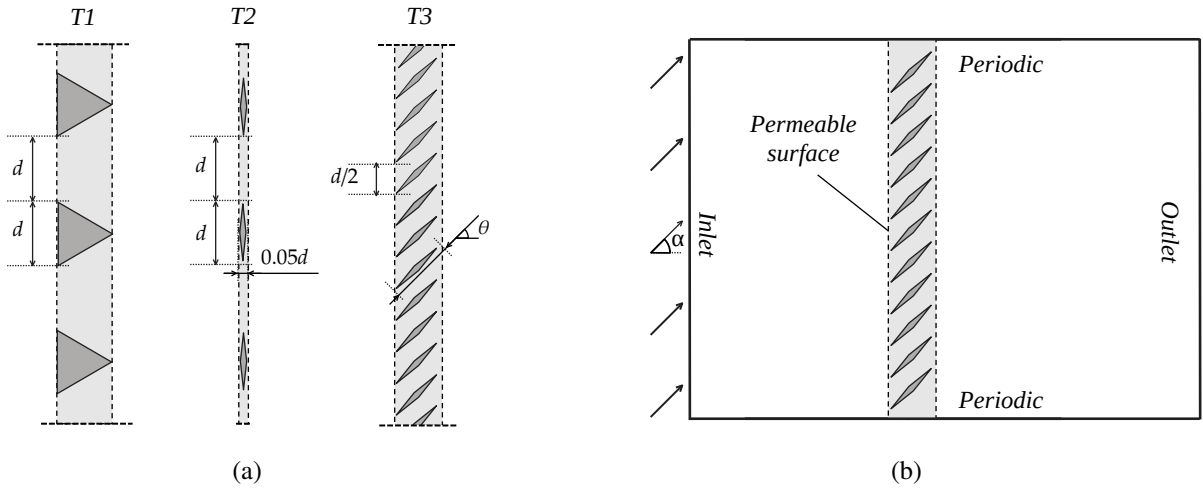 T1
T2
T3
d
d
d
d
0.05d
d/2
θ
(a)
Periodic
Permeable
surface
α
Inlet
Outlet
Periodic
(b)